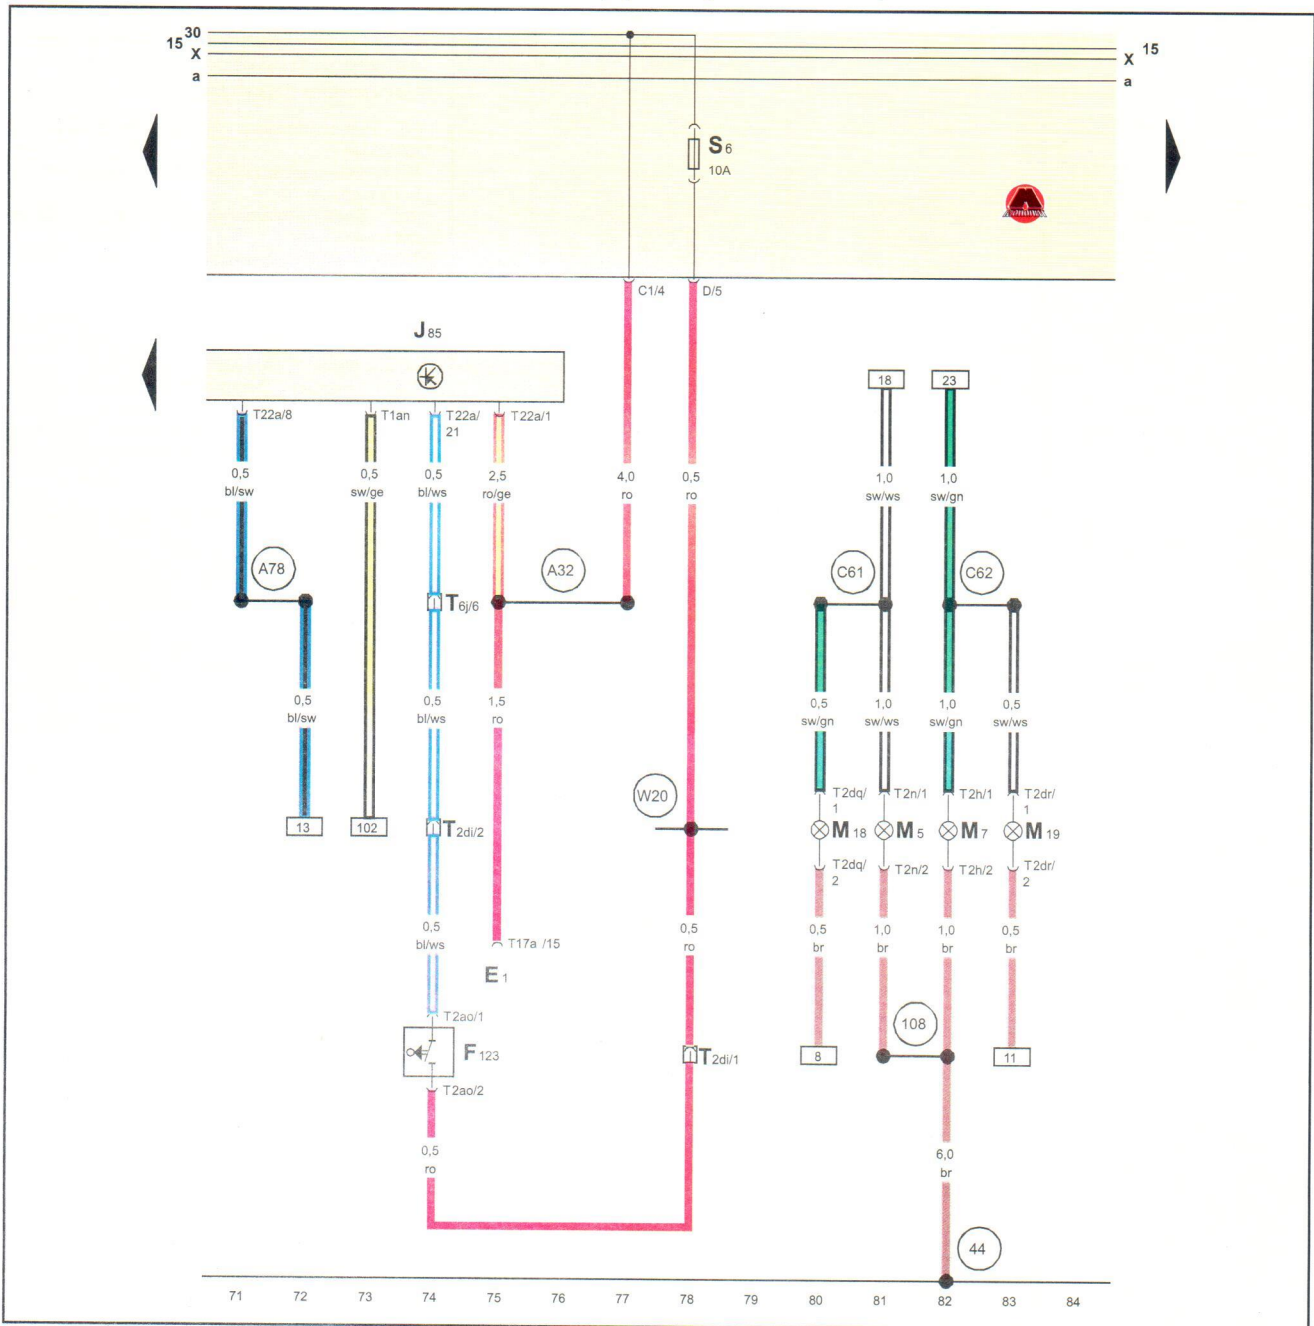 30
15
15
X
X
a
a
S6
10A
C1/4
D/5
J85
18
23
T22a/8
T1an
T22a/
21
T22a/1
0,5
0,5
0,5
2,5
4,0
0,5
1,0
1,0
bl/sw
sw/ge
bl/ws
ro/ge
ro
ro
sw/ws
sw/gn
A78
A32
C61
C62
T6j/6
0,5
0,5
1,5
0,5
1,0
1,0
0,5
bl/sw
bl/ws
ro
sw/gn
sw/ws
sw/gn
sw/ws
W20
T2dq/
1
T2n/1
T2h/1
T2dr/
1
13
102
T2di/2
M18
M5
M7
M19
T2dq/
2
T2n/2
T2h/2
T2dr/
2
0,5
0,5
0,5
1,0
1,0
0,5
bl/ws
ro
br
br
br
br
T17a /15
E1
T2ao/1
108
F123
T2di/1
8
11
T2ao/2
0,5
6,0
ro
br
44
71 72 73 74 75 76 77 78 79 80 81 82 83 84